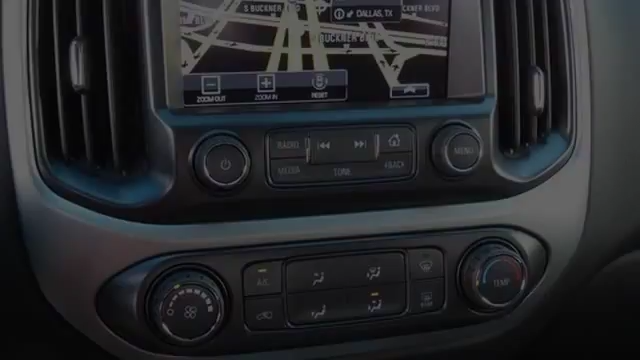 S BUCKNER BLVD
DALLAS, TX
BUCKNER BLVD
ZOOM OUT
ZOOM IN
RESET
RADIO
MENU
MEDIA
TUNE
BACK
A/C
TEMP